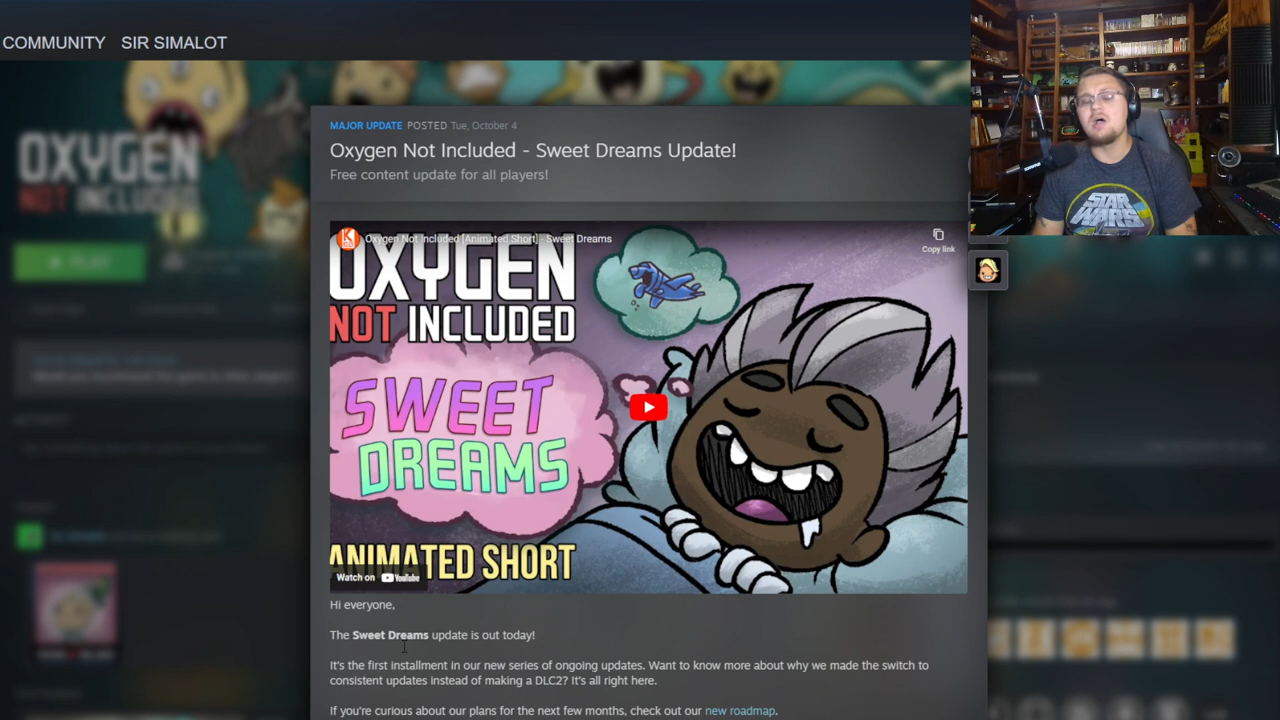 COMMUNITY SIR SIMALOT
OXYGEN
NOT INCLUDED
PLAY
MAJOR UPDATE POSTED Tue, October 4
Oxygen Not Included - Sweet Dreams Update!
Free content update for all players!
Oxygen Not Included [Animated Short] - Sweet Dreams
Copy link
OXYGEN
NOT INCLUDED
SWEET
DREAMS
ANIMATED SHORT
Watch on YouTube
Hi everyone,
The Sweet Dreams update is out today!
It's the first installment in our new series of ongoing updates. Want to know more about why we made the switch to
consistent updates instead of making a DLC2? It's all right here.
If you're curious about our plans for the next few months, check out our new roadmap.
STAR
WARS